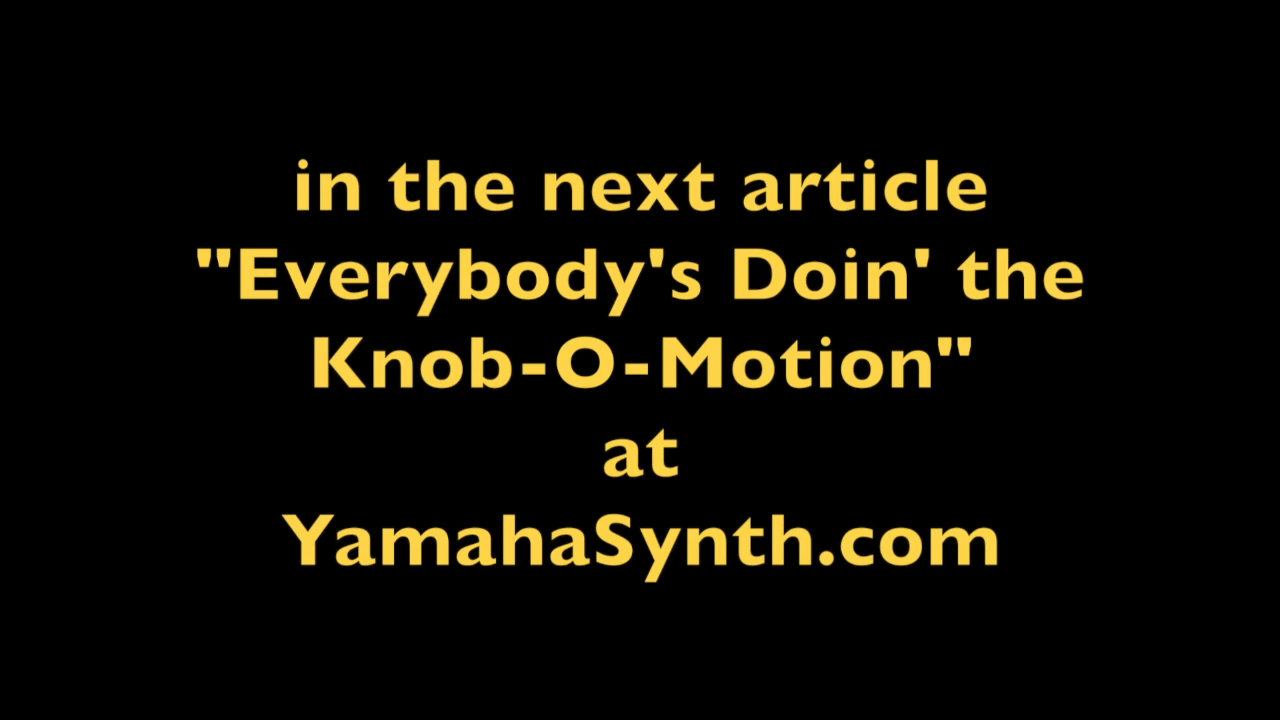 in the next article
"Everybody's Doin' the
Knob-O-Motion"
at
YamahaSynth.com